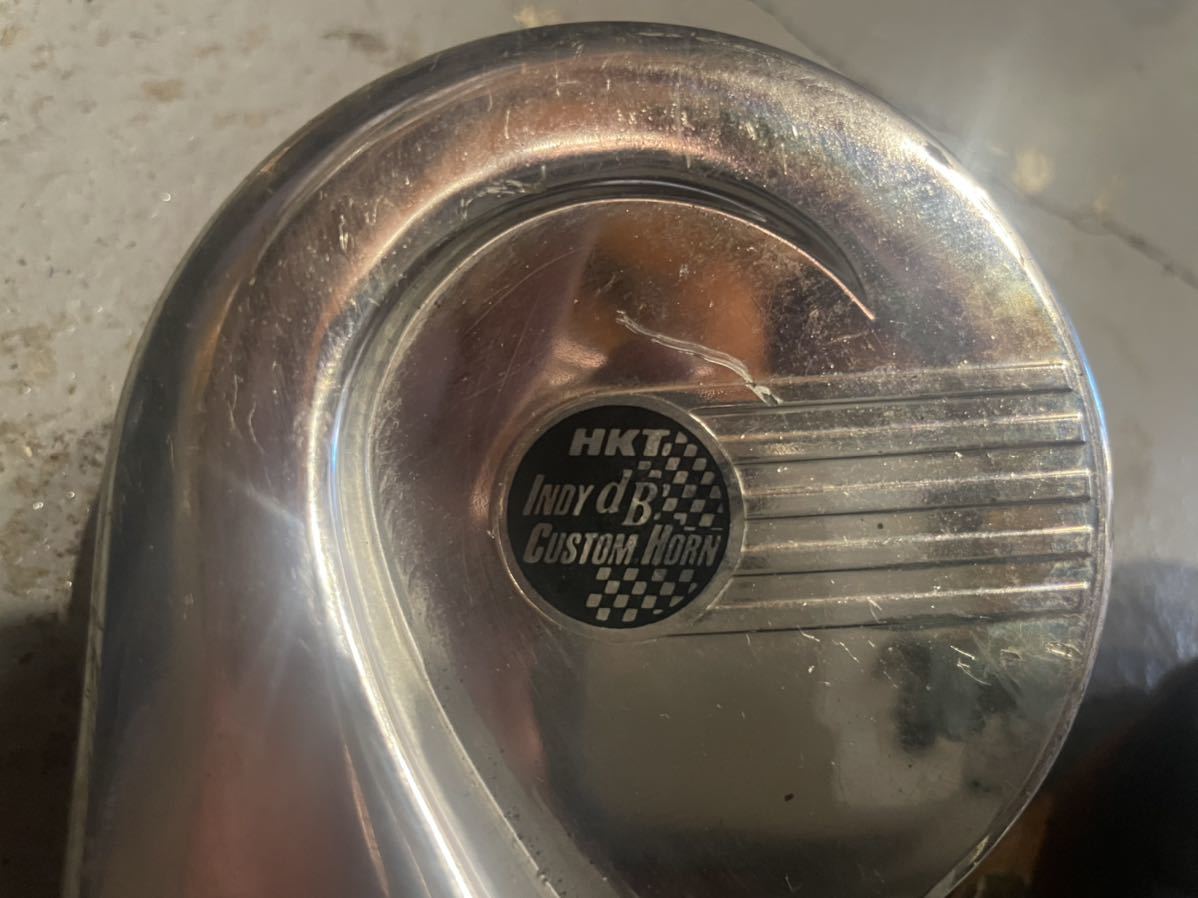 HKT
INDY dB
CUSTOM HORN